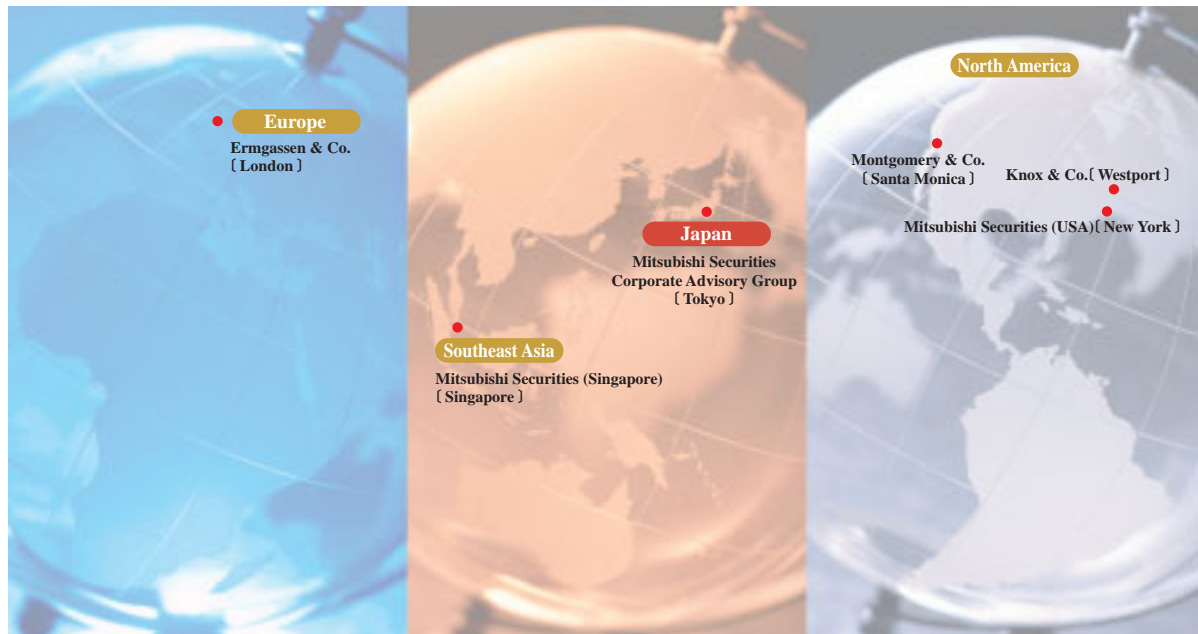 Europe
Ermgassen & Co.
〔London〕
Japan
Mitsubishi Securities
Corporate Advisory Group
〔Tokyo〕
Southeast Asia
Mitsubishi Securities (Singapore)
〔Singapore〕
North America
Montgomery & Co.
〔Santa Monica〕
Knox & Co.〔Westport〕
Mitsubishi Securities (USA)〔New York〕